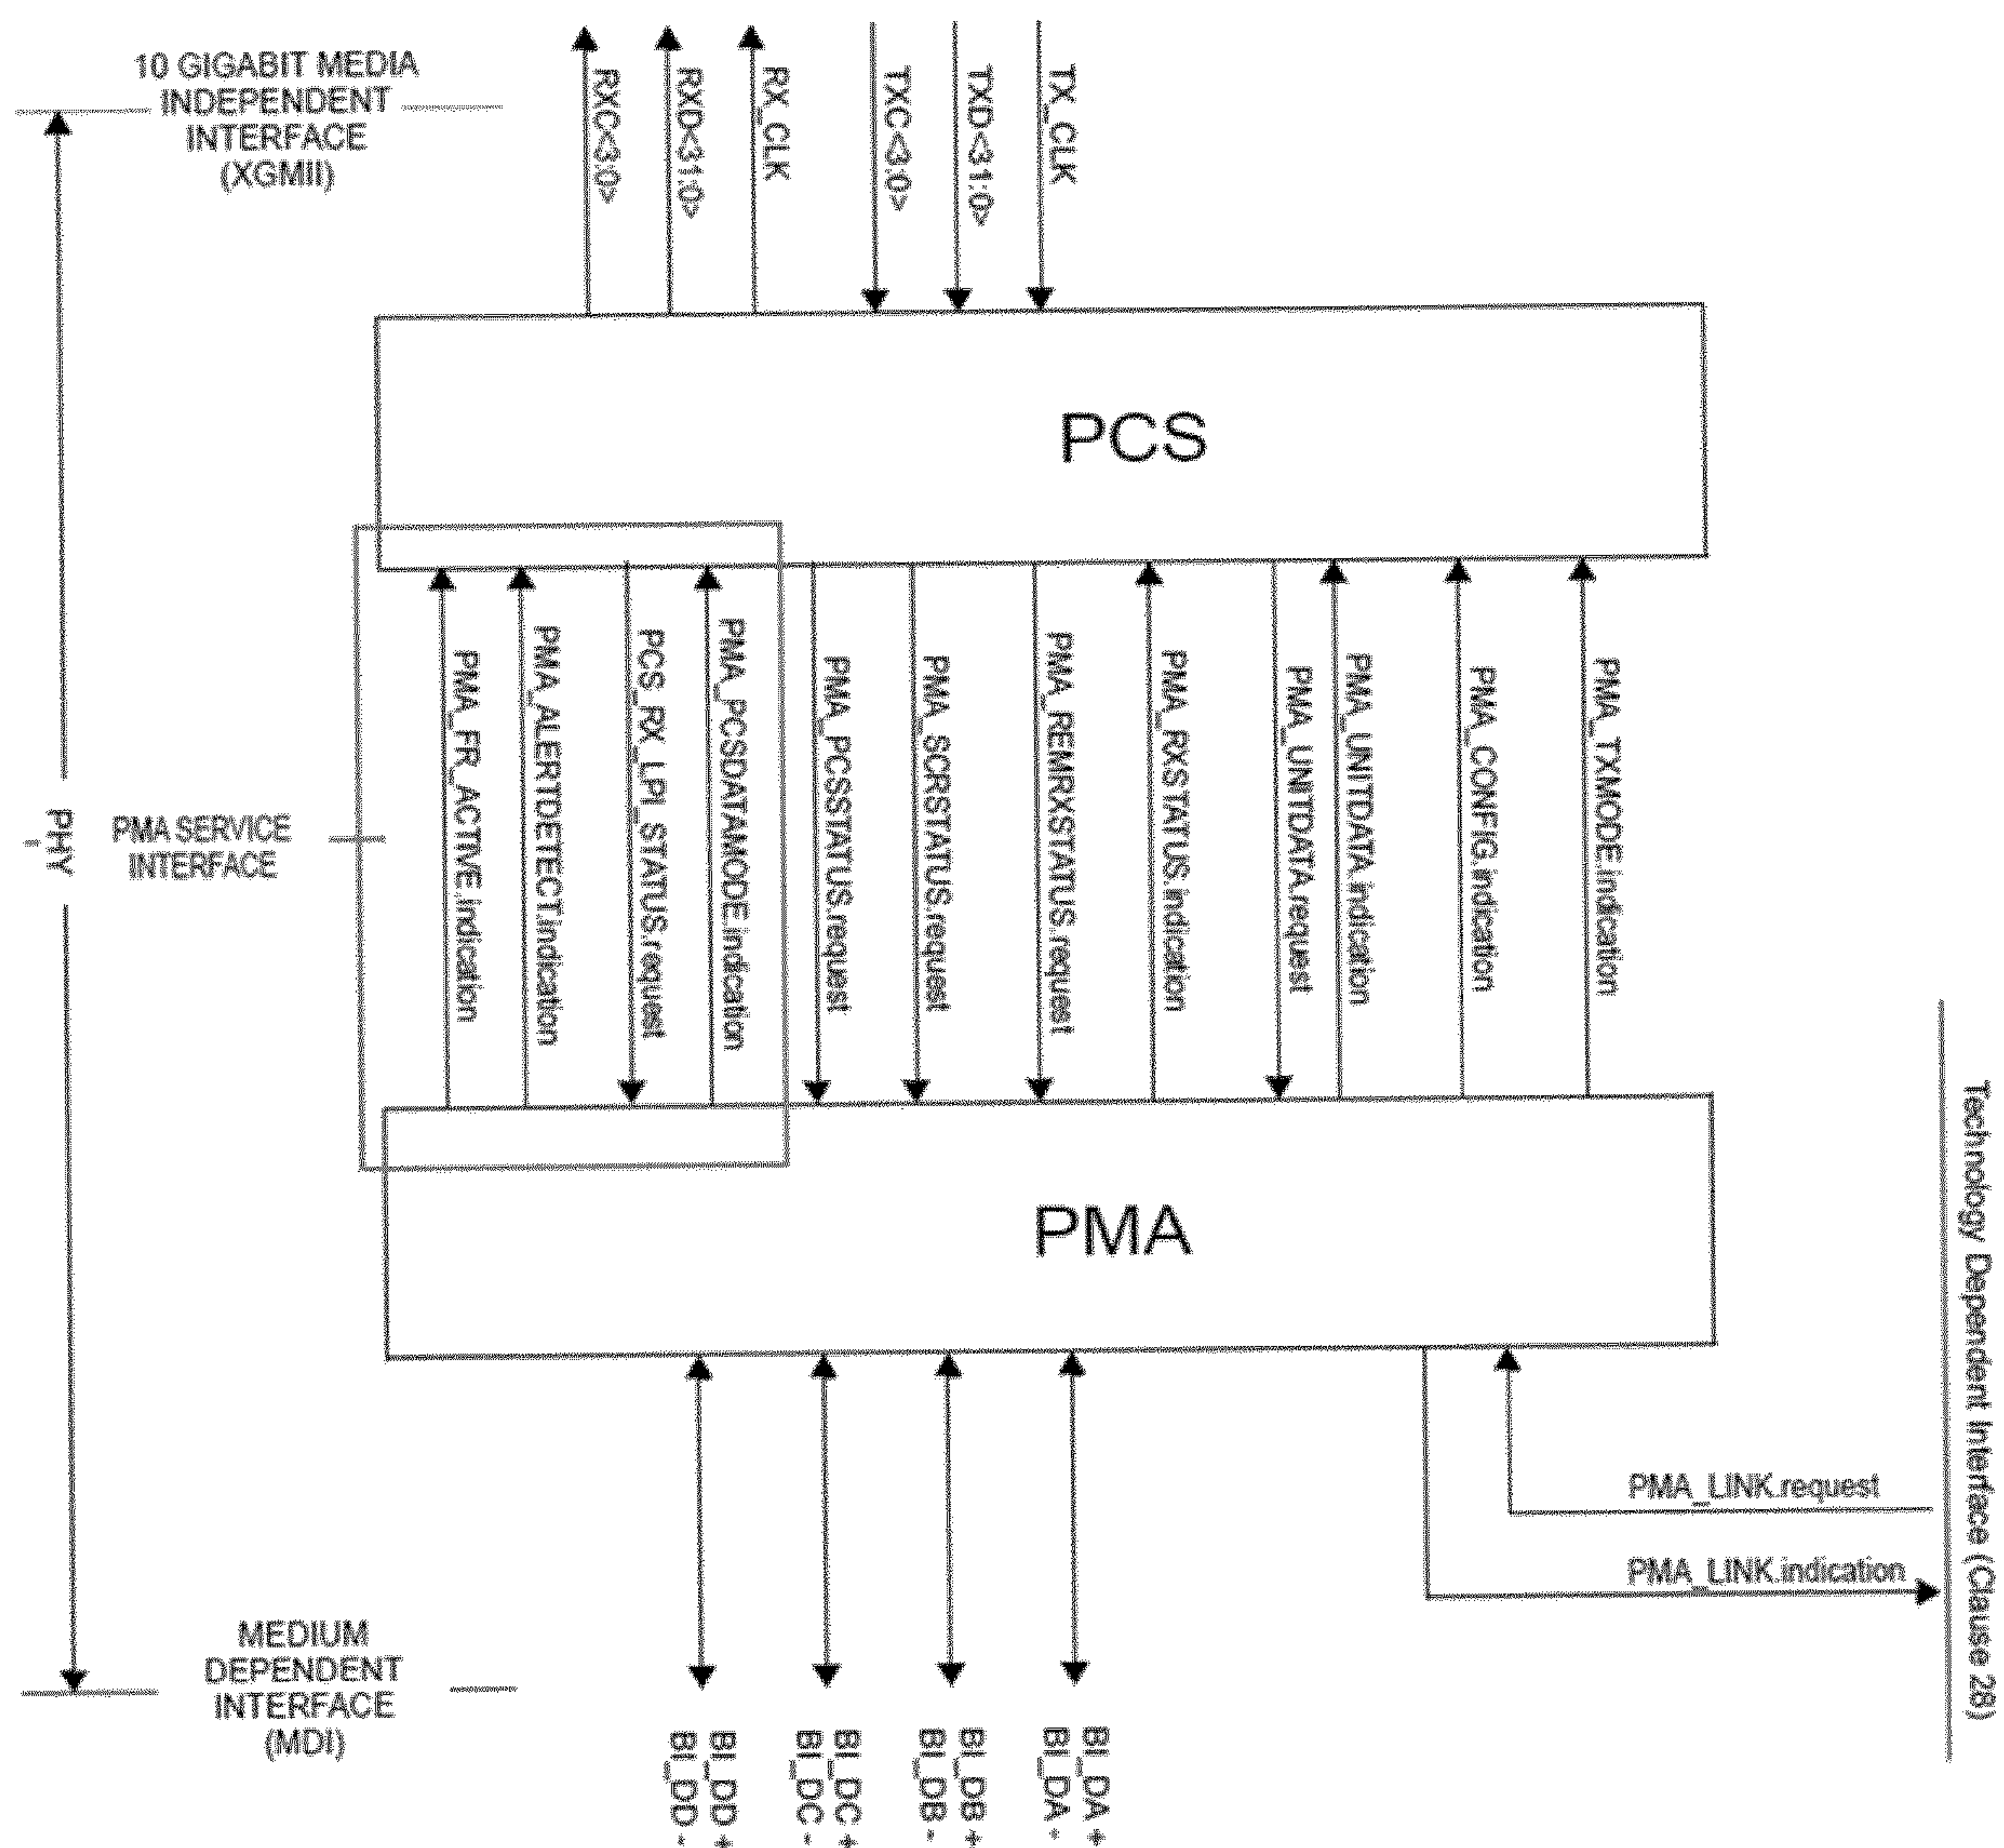 10 GIGABIT MEDIA
INDEPENDENT
INTERFACE
(XGMII)
RXC<3:0>
RXD<31:0>
RX_CLK
TXC<3:0>
TXD<31:0>
TX_CLK
PCS
PMA_FR_ACTIVE.indication
PMA_ALERTDETECT.indication
PCS_RX_LPI_STATUS.request
PMA_PCSDATAMODE.indication
PMA_PCSSTATUS.request
PMA_SCRSTATUS.request
PMA_REMRXSTATUS.request
PMA_RXSTATUS.indication
PMA_UNITDATA.request
PMA_UNITDATA.indication
PMA_CONFIG.indication
PMA_TXMODE.indication
PHY
PMA SERVICE
INTERFACE
PMA
Technology Dependent Interface (Clause 28)
PMA_LINK.request
PMA_LINK.indication
MEDIUM
DEPENDENT
INTERFACE
(MDI)
BI_DD +
BI_DD -
BI_DC +
BI_DC -
BI_DB +
BI_DB -
BI_DA +
BI_DA -